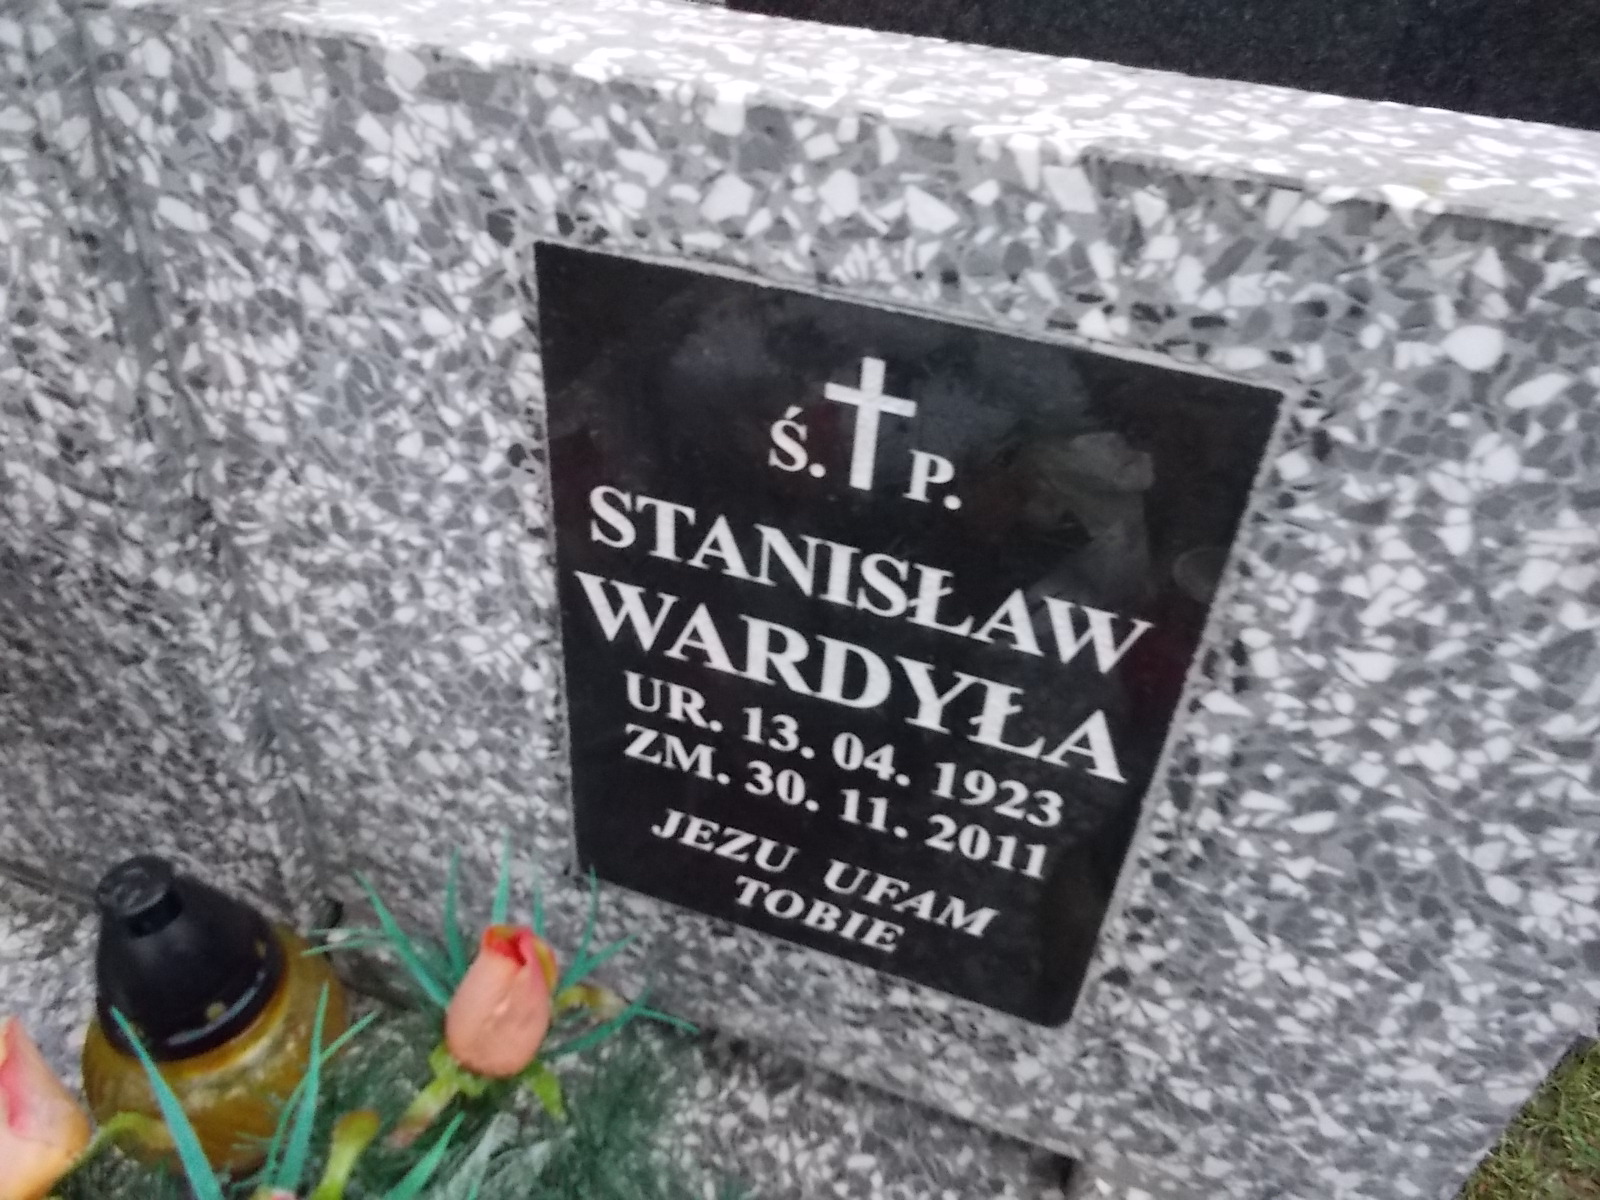 Ś. P.
STANISŁAW
WARDYŁA
UR. 13. 04. 1923
ZM. 30. 11. 2011
JEZU UFAM
TOBIE